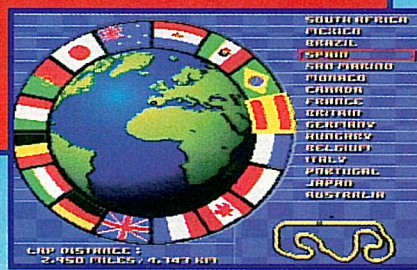 SOUTH AFRICA
MEXICO
BRAZIL
SPAIN
SAN MARINO
MONACO
CANADA
FRANCE
BRITAIN
GERMANY
HUNGARY
BELGIUM
ITALY
PORTUGAL
JAPAN
AUSTRALIA
LAP DISTANCE:
2.950 MILES/ 4.747 KM